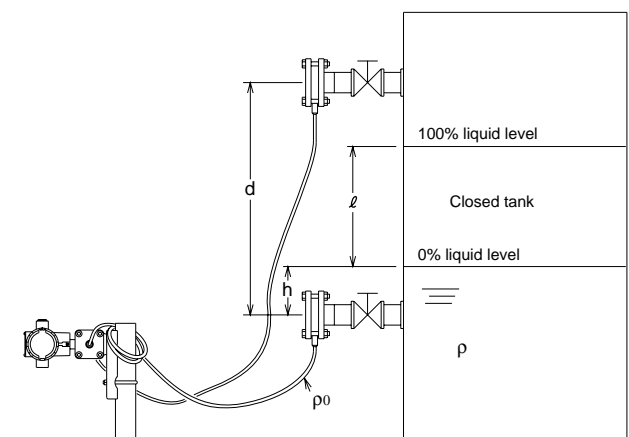 100% liquid level
d
ℓ
Closed tank
0% liquid level
h
ρ
ρ0